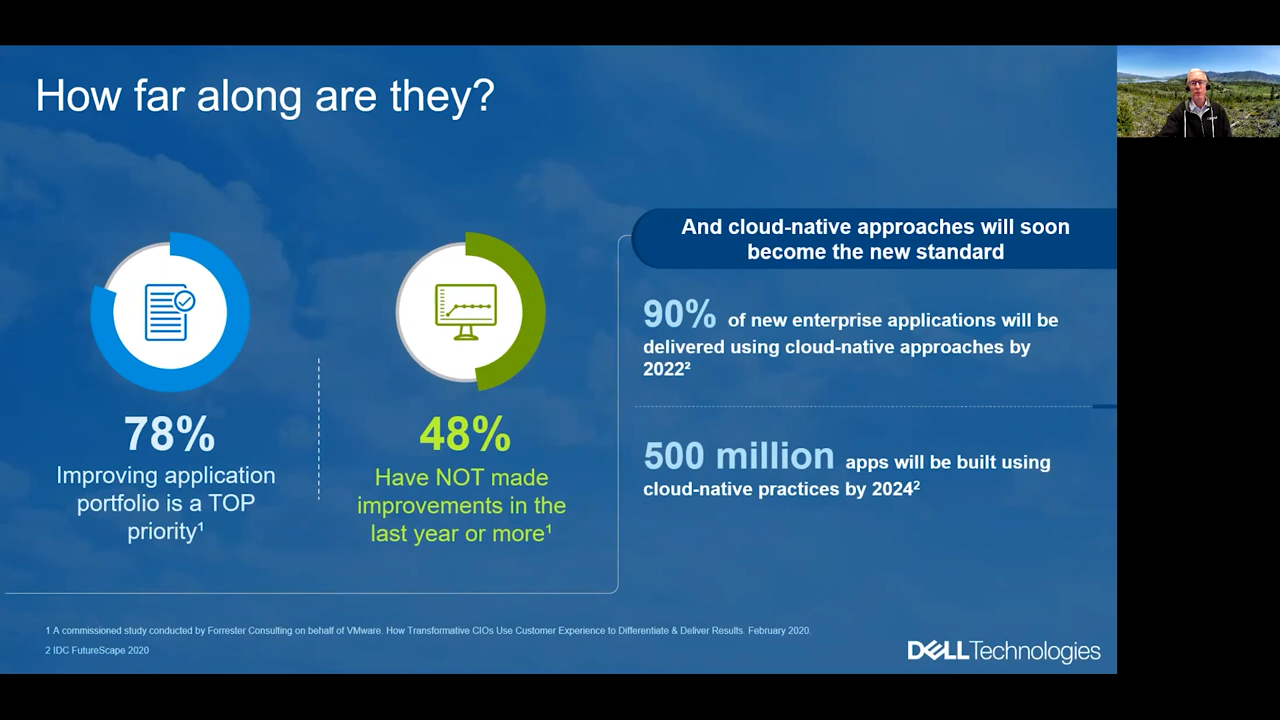 How far along are they?
78%
Improving application
portfolio is a TOP
priority¹
48%
Have NOT made
improvements in the
last year or more¹
And cloud-native approaches will soon
become the new standard
90% of new enterprise applications will be
delivered using cloud-native approaches by
2022²
500 million apps will be built using
cloud-native practices by 2024²
1 A commissioned study conducted by Forrester Consulting on behalf of VMware. How Transformative CIOs Use Customer Experience to Differentiate & Deliver Results. February 2020.
2 IDC FutureScape 2020
DELLTechnologies